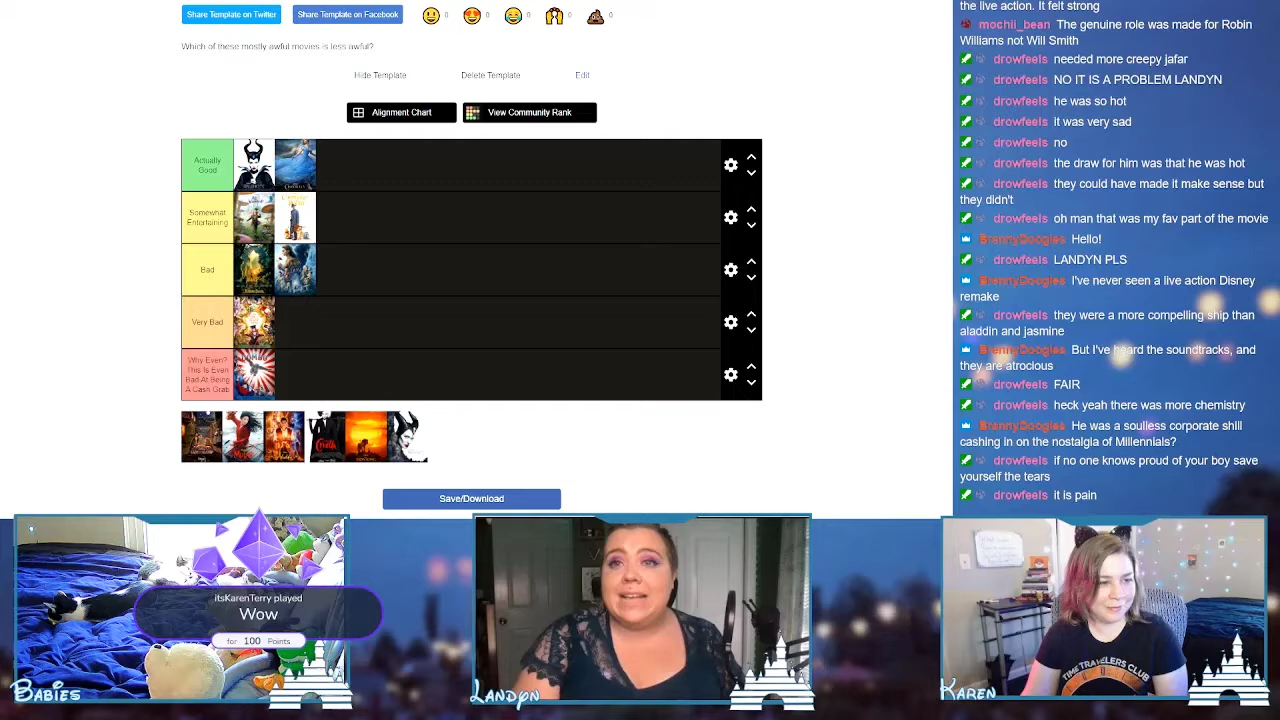 Share Template on Twitter
Share Template on Facebook
0
0
0
0
0
Which of these mostly awful movies is less awful?
Hide Template
Delete Template
Edit
Alignment Chart
View Community Rank
Actually
Good
Somewhat
Entertaining
Bad
Very Bad
Why Even?
This Is Even
Bad At Being
A Cash Grab
Save/Download
the live action. It felt strong
mochii_bean The genuine role was made for Robin
Williams not Will Smith
drowfeels needed more creepy jafar
drowfeels NO IT IS A PROBLEM LANDYN
drowfeels he was no hot
drowfeels it was very sad
drowfeels no
drowfeels the draw for him was that he was hot
drowfeels they could have made it make sense but
they didn't
drowfeels oh man that was my fav part of the movie
BrennyDoogles Hello!
drowfeels LANDYN PLS
BrennyDoogles I've never seen a live action Disney
remake
drowfeels they were a more compelling ship than
aladdin and jasmine
BrennyDoogles But I've heard the soundtracks, and
they are atrocious
drowfeels FAIR
drowfeels heck yeah there was more chemistry
BrennyDoogles He was a soulless corporate shill
cashing in on the nostalgia of Millennials?
drowfeels if no one knows proud of your boy save
yourself the tears
drowfeels it is pain
itsKarenTerry played
Wow
for 100 Points
BABIES
LANDYN
KAREN
TIME TRAVELERS CLUB